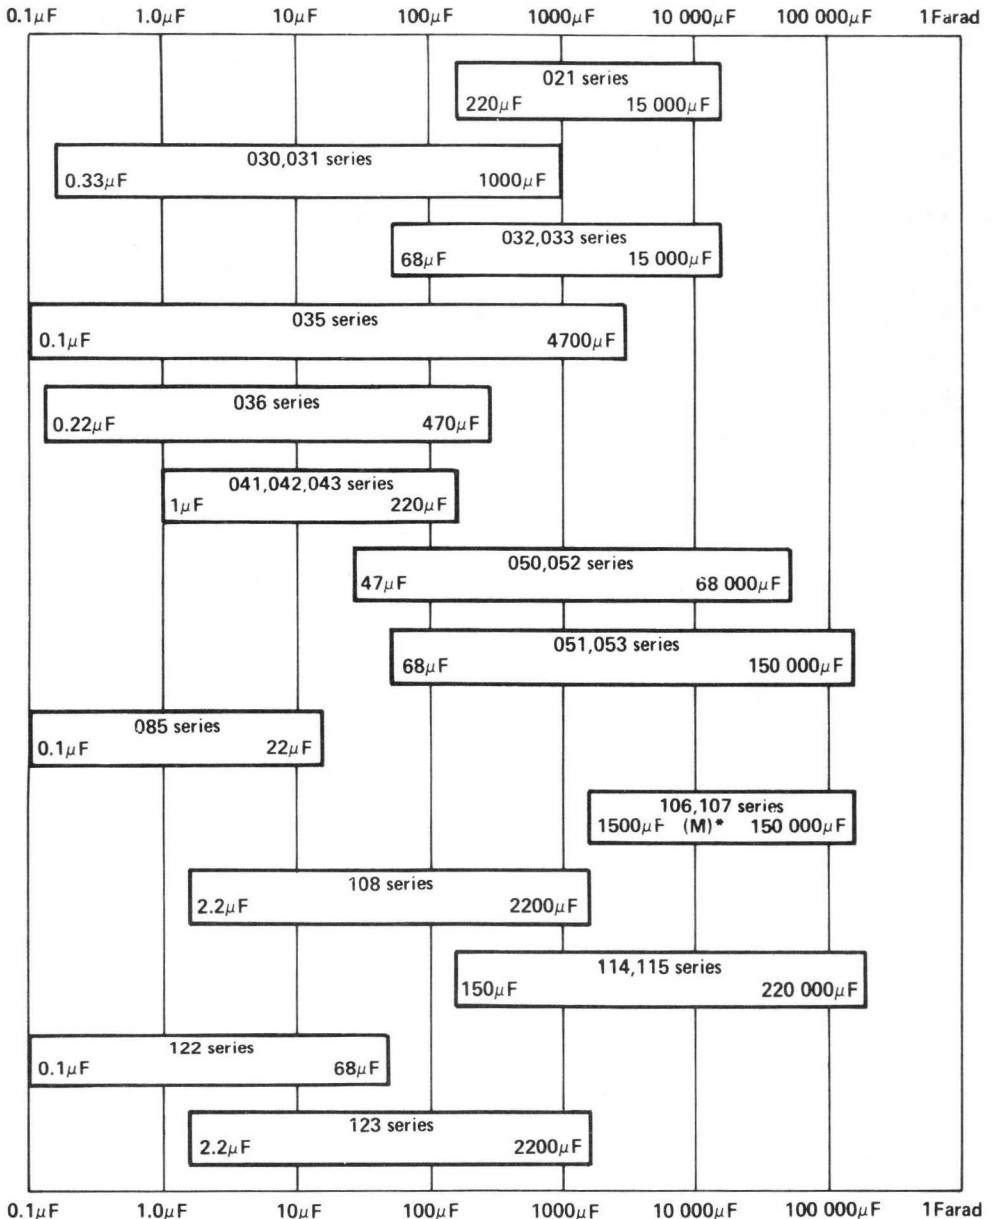 0.1μF 1.0μF 10μF 100μF 1000μF 10 000μF 100 000μF 1Farad
021 series
220μF 15 000μF
030,031 series
0.33μF 1000μF
032,033 series
68μF 15 000μF
035 series
0.1μF 4700μF
036 series
0.22μF 470μF
041,042,043 series
1μF 220μF
050,052 series
47μF 68 000μF
051,053 series
68μF 150 000μF
085 series
0.1μF 22μF
106,107 series
1500μF (M)* 150 000μF
108 series
2.2μF 2200μF
114,115 series
150μF 220 000μF
122 series
0.1μF 68μF
123 series
2.2μF 2200μF
0.1μF 1.0μF 10μF 100μF 1000μF 10 000μF 100 000μF 1Farad